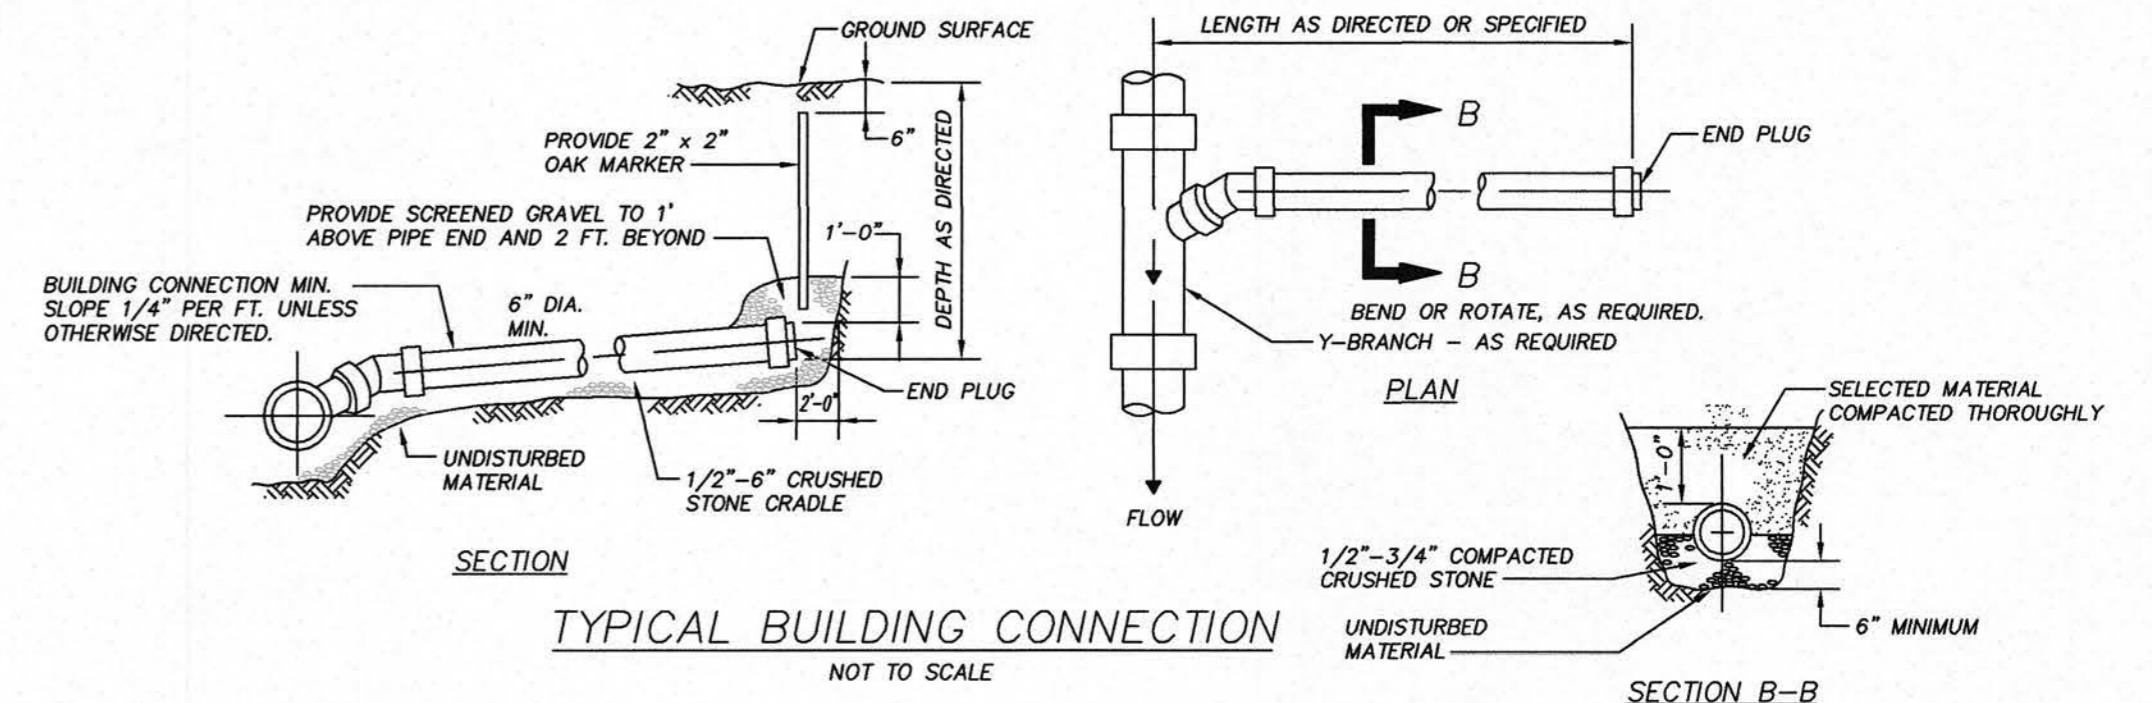 GROUND SURFACE
6"
PROVIDE 2" x 2"
OAK MARKER
DEPTH AS DIRECTED
PROVIDE SCREENED GRAVEL TO 1'
ABOVE PIPE END AND 2 FT. BEYOND
1'-0"
BUILDING CONNECTION MIN.
SLOPE 1/4" PER FT. UNLESS
OTHERWISE DIRECTED.
6" DIA.
MIN.
END PLUG
2'-0"
UNDISTURBED
MATERIAL
1/2"-6" CRUSHED
STONE CRADLE
SECTION
LENGTH AS DIRECTED OR SPECIFIED
B
END PLUG
B
BEND OR ROTATE, AS REQUIRED.
Y-BRANCH - AS REQUIRED
PLAN
FLOW
SELECTED MATERIAL
COMPACTED THOROUGHLY
1'-0"
1/2"-3/4" COMPACTED
CRUSHED STONE
UNDISTURBED
MATERIAL
6" MINIMUM
SECTION B-B
TYPICAL BUILDING CONNECTION
NOT TO SCALE